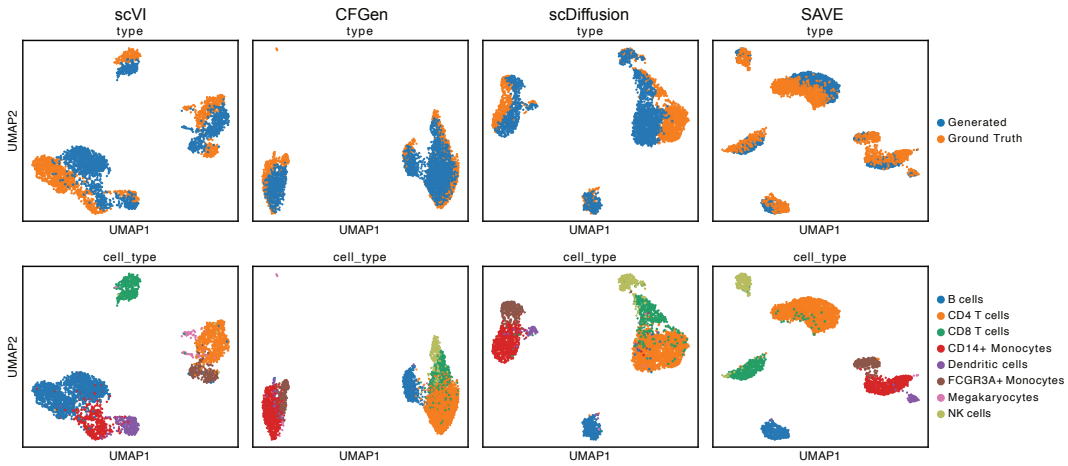 scVI CFGen scDiffusion SAVE
type type type type
UMAP2
Generated
Ground Truth
UMAP1 UMAP1 UMAP1 UMAP1
cell_type cell_type cell_type cell_type
UMAP2
B cells
CD4 T cells
CD8 T cells
CD14+ Monocytes
Dendritic cells
FCGR3A+ Monocytes
Megakaryocytes
NK cells
UMAP1 UMAP1 UMAP1 UMAP1